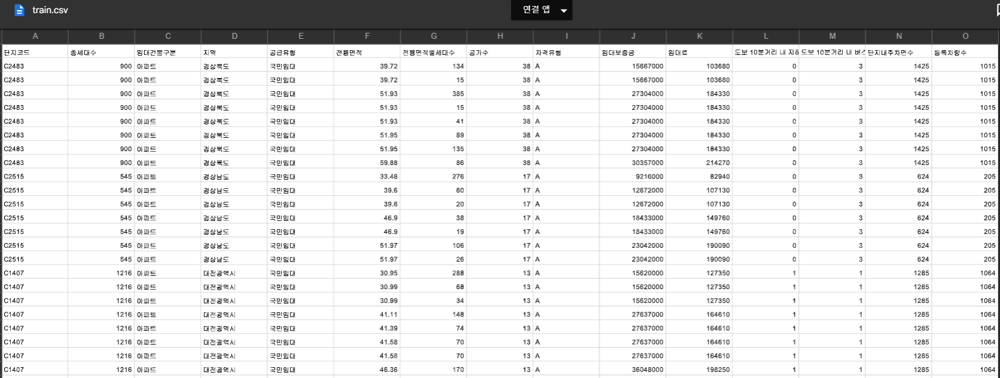 train.csv
연결 앱
A B C D E F G H I J K L M N O
단지코드 총세대수 임대건물구분 지역 공급유형 전용면적 전용면적별세대수 공가수 자격유형 임대보증금 임대료 도보 10분거리 내 지하 도보 10분거리 내 버스 단지내주차면수 등록차량수
C2483 900 아파트 경상북도 국민임대 39.72 134 38 A 15667000 103680 0 3 1425 1015
C2483 900 아파트 경상북도 국민임대 39.72 15 38 A 15667000 103680 0 3 1425 1015
C2483 900 아파트 경상북도 국민임대 51.93 385 38 A 27304000 184330 0 3 1425 1015
C2483 900 아파트 경상북도 국민임대 51.93 15 38 A 27304000 184330 0 3 1425 1015
C2483 900 아파트 경상북도 국민임대 51.93 41 38 A 27304000 184330 0 3 1425 1015
C2483 900 아파트 경상북도 국민임대 51.95 89 38 A 27304000 184330 0 3 1425 1015
C2483 900 아파트 경상북도 국민임대 51.95 135 38 A 27304000 184330 0 3 1425 1015
C2483 900 아파트 경상북도 국민임대 59.88 86 38 A 30357000 214270 0 3 1425 1015
C2515 545 아파트 경상남도 국민임대 33.48 276 17 A 9216000 82940 0 3 624 205
C2515 545 아파트 경상남도 국민임대 39.6 60 17 A 12672000 107130 0 3 624 205
C2515 545 아파트 경상남도 국민임대 39.6 20 17 A 12672000 107130 0 3 624 205
C2515 545 아파트 경상남도 국민임대 46.9 38 17 A 18433000 149760 0 3 624 205
C2515 545 아파트 경상남도 국민임대 46.9 19 17 A 18433000 149760 0 3 624 205
C2515 545 아파트 경상남도 국민임대 51.97 106 17 A 23042000 190090 0 3 624 205
C2515 545 아파트 경상남도 국민임대 51.97 26 17 A 23042000 190090 0 3 624 205
C1407 1216 아파트 대전광역시 국민임대 30.95 288 13 A 15620000 127350 1 1 1285 1064
C1407 1216 아파트 대전광역시 국민임대 30.99 68 13 A 15620000 127350 1 1 1285 1064
C1407 1216 아파트 대전광역시 국민임대 30.99 34 13 A 15620000 127350 1 1 1285 1064
C1407 1216 아파트 대전광역시 국민임대 41.11 148 13 A 27637000 164610 1 1 1285 1064
C1407 1216 아파트 대전광역시 국민임대 41.39 74 13 A 27637000 164610 1 1 1285 1064
C1407 1216 아파트 대전광역시 국민임대 41.58 70 13 A 27637000 164610 1 1 1285 1064
C1407 1216 아파트 대전광역시 국민임대 41.58 70 13 A 27637000 164610 1 1 1285 1064
C1407 1216 아파트 대전광역시 국민임대 46.36 170 13 A 36048000 198250 1 1 1285 1064